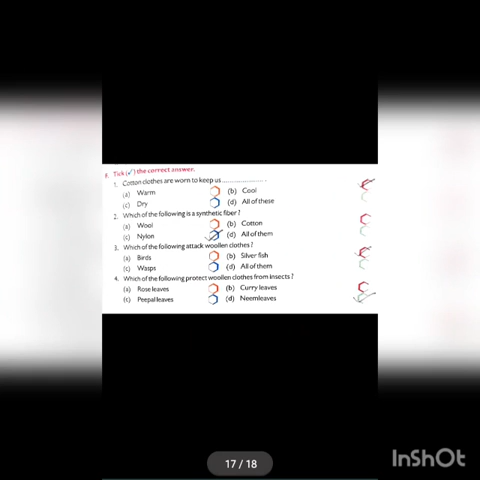 F. Tick (✓) the correct answer.
1. Cotton clothes are worn to keep us ....................
(a) Warm (b) Cool
(c) Dry (d) All of these
2. Which of the following is a synthetic fiber ?
(a) Wool (b) Cotton
(c) Nylon (d) All of them
3. Which of the following attack woollen clothes ?
(a) Birds (b) Silver fish
(c) Wasps (d) All of them
4. Which of the following protect woollen clothes from insects ?
(a) Rose leaves (b) Curry leaves
(c) Peepal leaves (d) Neem leaves
17 / 18
InShOt